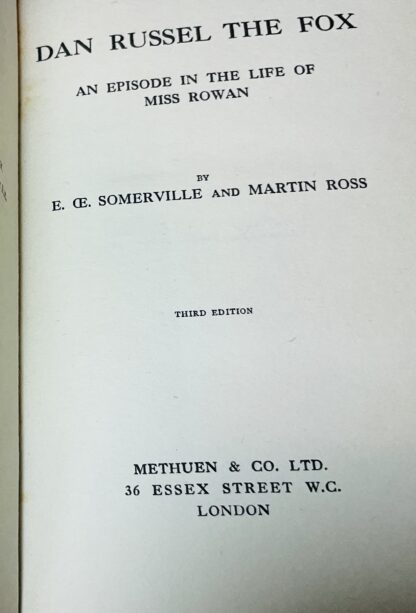 DAN RUSSEL THE FOX
AN EPISODE IN THE LIFE OF
MISS ROWAN
BY
E. Œ. SOMERVILLE AND MARTIN ROSS
THIRD EDITION
METHUEN & CO. LTD.
36 ESSEX STREET W.C.
LONDON